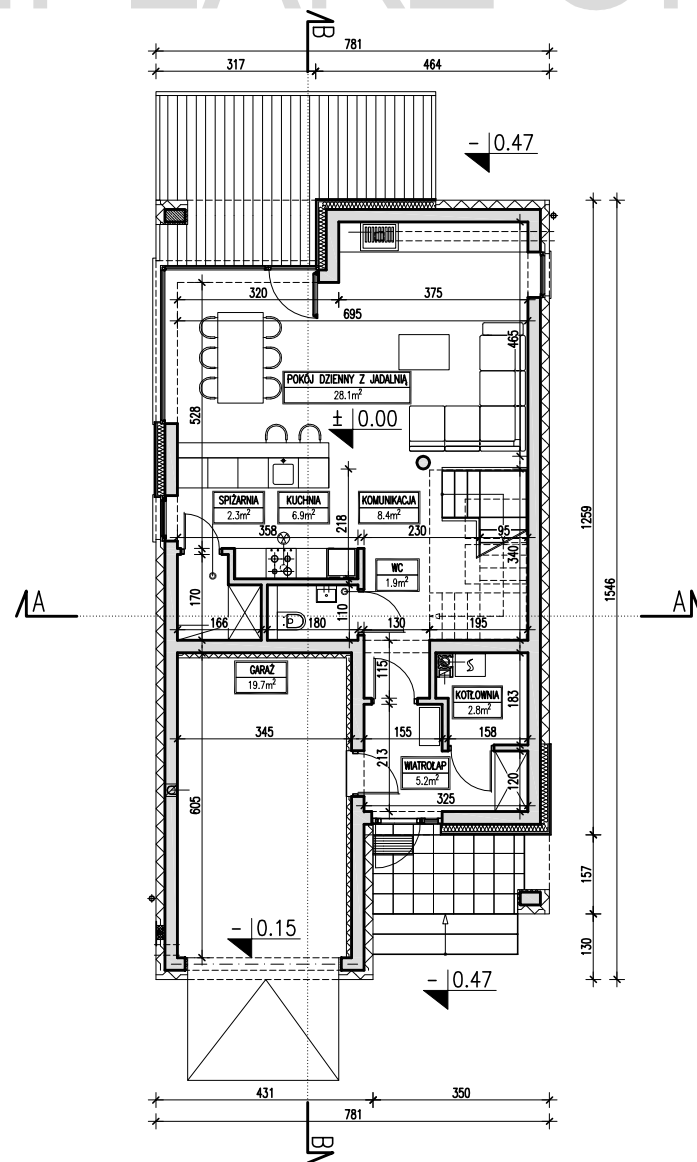 B
781
317
464
- 0.47
320
375
695
465
POKÓJ DZIENNY Z JADALNIĄ
28.1m²
± 0.00
528
SPIŻARNIA
2.3m²
KUCHNIA
6.9m²
KOMUNIKACJA
8.4m²
358
218
230
95
340
1259
1546
WC
1.9m²
170
110
A
A
166
180
130
195
GARAŻ
19.7m²
115
KOTŁOWNIA
2.8m²
183
345
155
158
213
WIATROŁAP
5.2m²
120
325
605
157
- 0.15
130
- 0.47
431
350
781
B